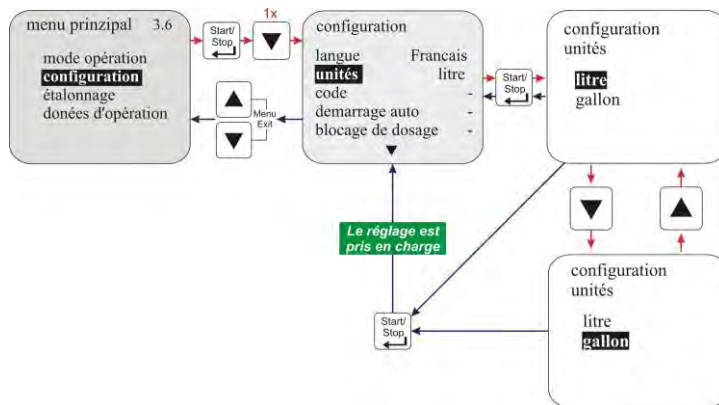 menu prinzipal 3.6
mode opération
configuration
étalonnage
donées d'opération
Start/
Stop
1x
Menu
Exit
configuration
langue Francais
unités litre
code -
demarrage auto -
blocage de dosage -
Start/
Stop
configuration
unités
litre
gallon
Le réglage est
pris en charge
Start/
Stop
configuration
unités
litre
gallon